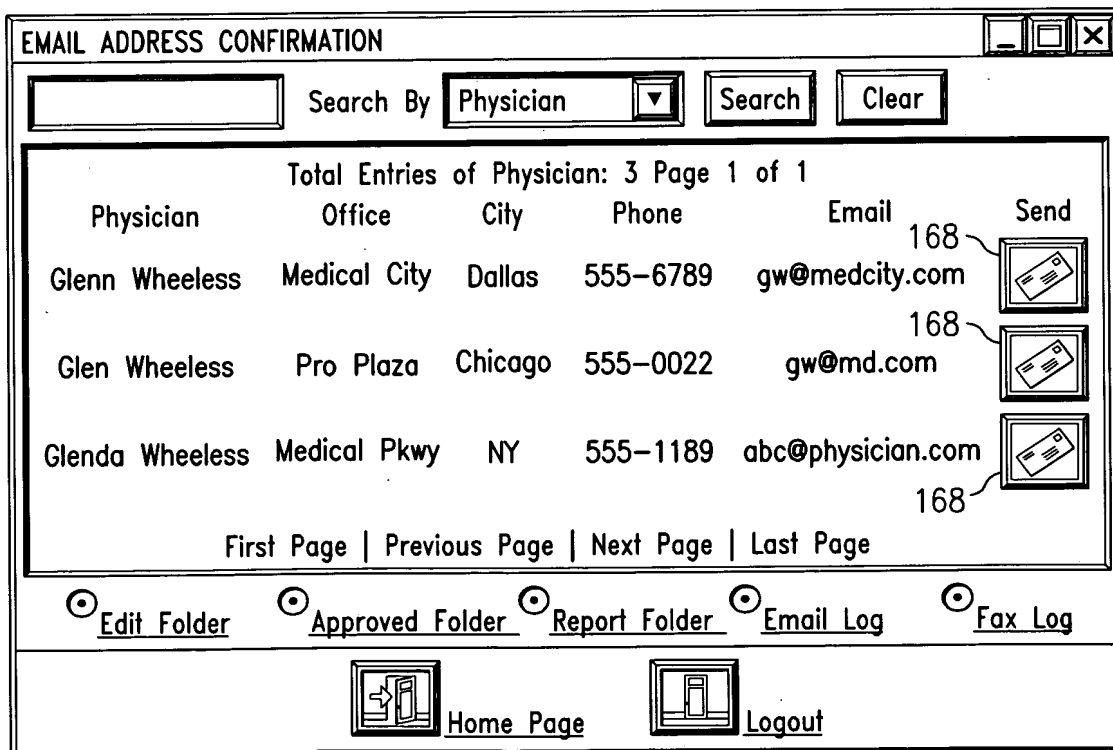 EMAIL ADDRESS CONFIRMATION
Search By Physician Search Clear
Total Entries of Physician: 3 Page 1 of 1
Physician Office City Phone Email Send
168
Glenn Wheeless Medical City Dallas 555-6789 gw@medcity.com
168
Glen Wheeless Pro Plaza Chicago 555-0022 gw@md.com
Glenda Wheeless Medical Pkwy NY 555-1189 abc@physician.com
168
First Page | Previous Page | Next Page | Last Page
Edit Folder Approved Folder Report Folder Email Log Fax Log
Home Page Logout